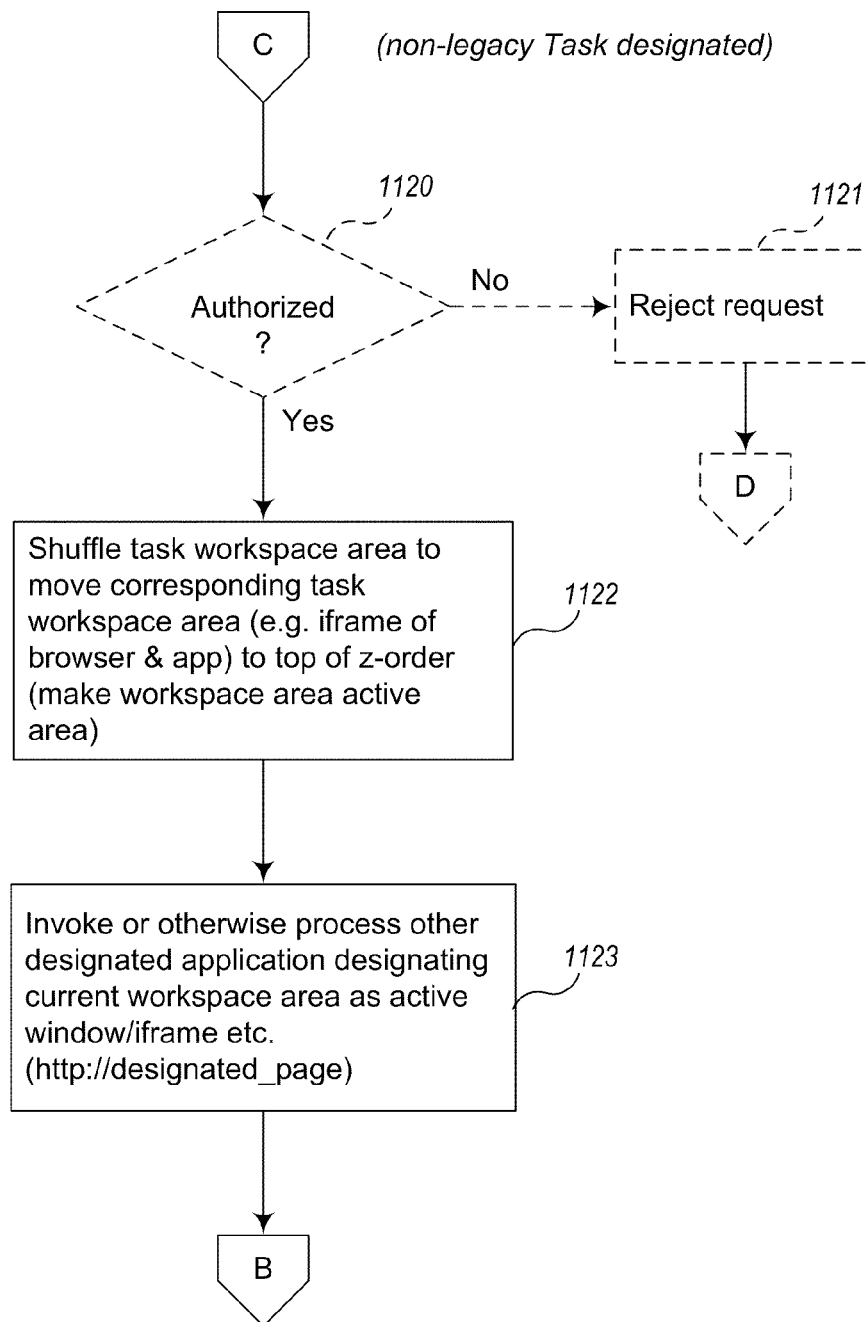 C
(non-legacy Task designated)
1120
1121
Authorized
?
No
Reject request
Yes
D
Shuffle task workspace area to
move corresponding task
workspace area (e.g. iframe of
browser & app) to top of z-order
(make workspace area active
area)
1122
Invoke or otherwise process other
designated application designating
current workspace area as active
window/iframe etc.
(http://designated_page)
1123
B